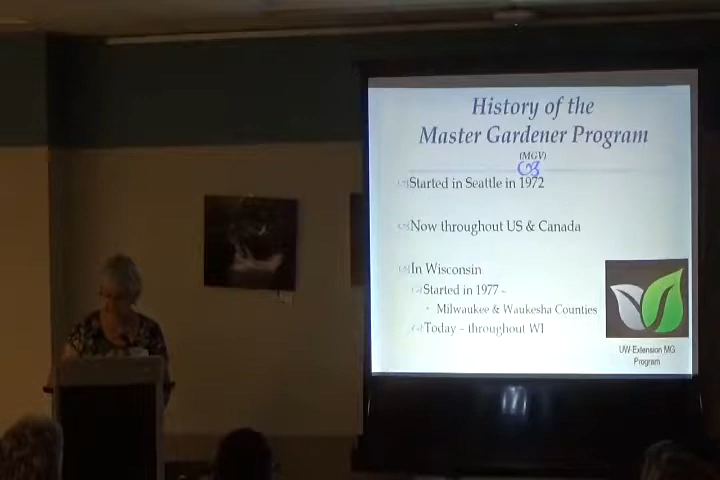 History of the
Master Gardener Program
(MGV)
Started in Seattle in 1972
Now throughout US & Canada
In Wisconsin
Started in 1977 –
Milwaukee & Waukesha Counties
Today – throughout WI
UW-Extension MG
Program